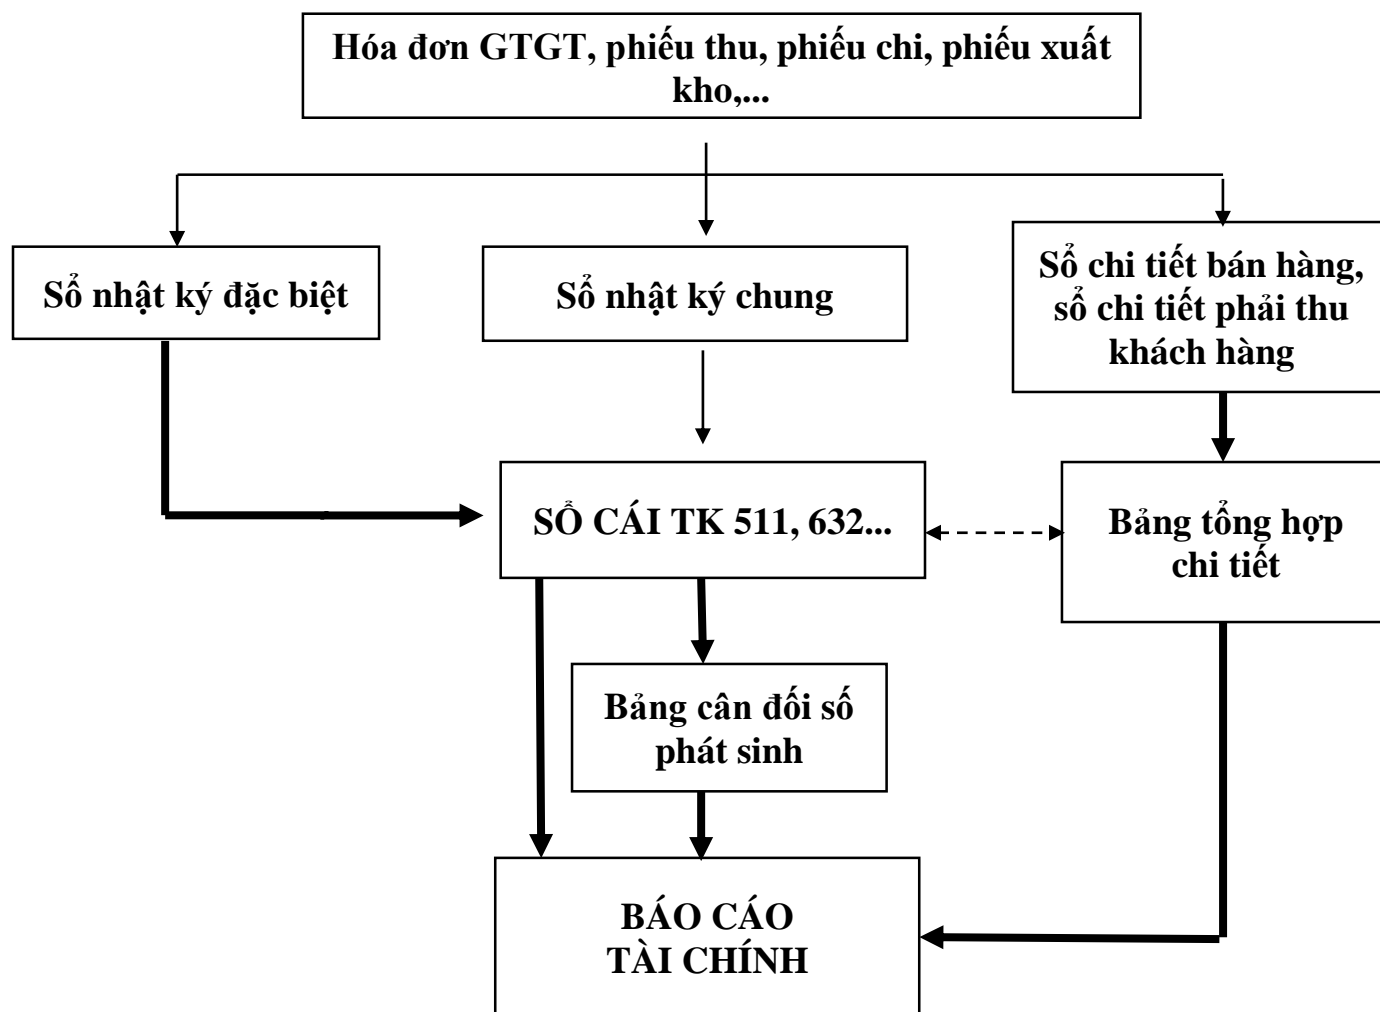 Hóa đơn GTGT, phiếu thu, phiếu chi, phiếu xuất
kho,...
Sổ nhật ký đặc biệt
Sổ nhật ký chung
Sổ chi tiết bán hàng,
sổ chi tiết phải thu
khách hàng
SỔ CÁI TK 511, 632...
Bảng tổng hợp
chi tiết
Bảng cân đối số
phát sinh
BÁO CÁO
TÀI CHÍNH